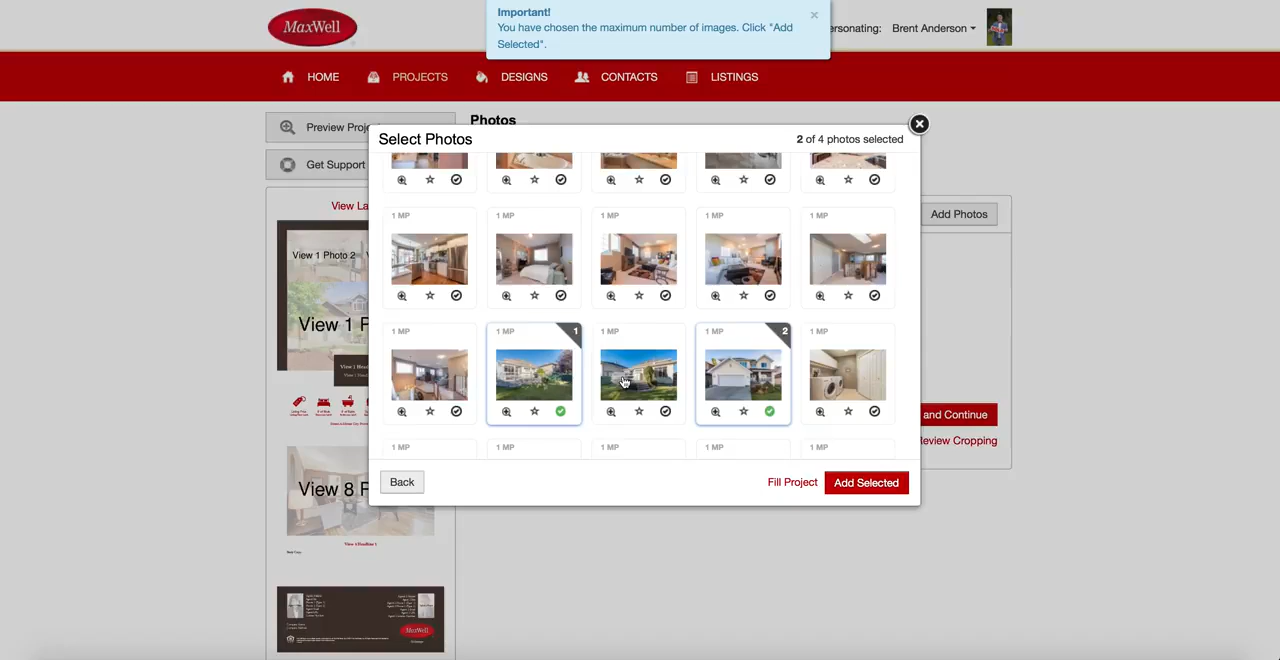 MaxWell
Important!
You have chosen the maximum number of images. Click "Add
Selected".
ersonating: Brent Anderson
HOME
PROJECTS
DESIGNS
CONTACTS
LISTINGS
Preview Proje
Get Support
View La
View 1 Photo 2
View 1 P
View 8 P
MaxWell
Photos
Add Photos
and Continue
eview Cropping
Select Photos
2 of 4 photos selected
1 MP 1 MP 1 MP 1 MP 1 MP
1 MP 1 MP 1 1 MP 1 MP 2 1 MP
1 MP 1 MP 1 MP 1 MP 1 MP
Back
Fill Project
Add Selected